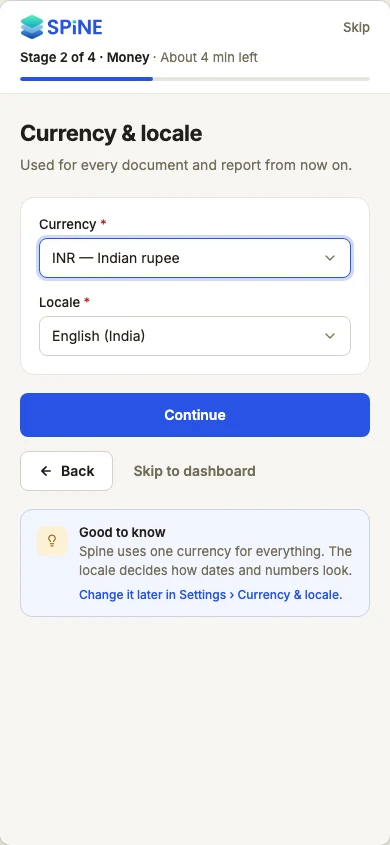 SPiNE
Skip
Stage 2 of 4 · Money · About 4 min left
Currency & locale
Used for every document and report from now on.
Currency *
INR — Indian rupee
Locale *
English (India)
Continue
← Back
Skip to dashboard
Good to know
Spine uses one currency for everything. The
locale decides how dates and numbers look.
Change it later in Settings › Currency & locale.